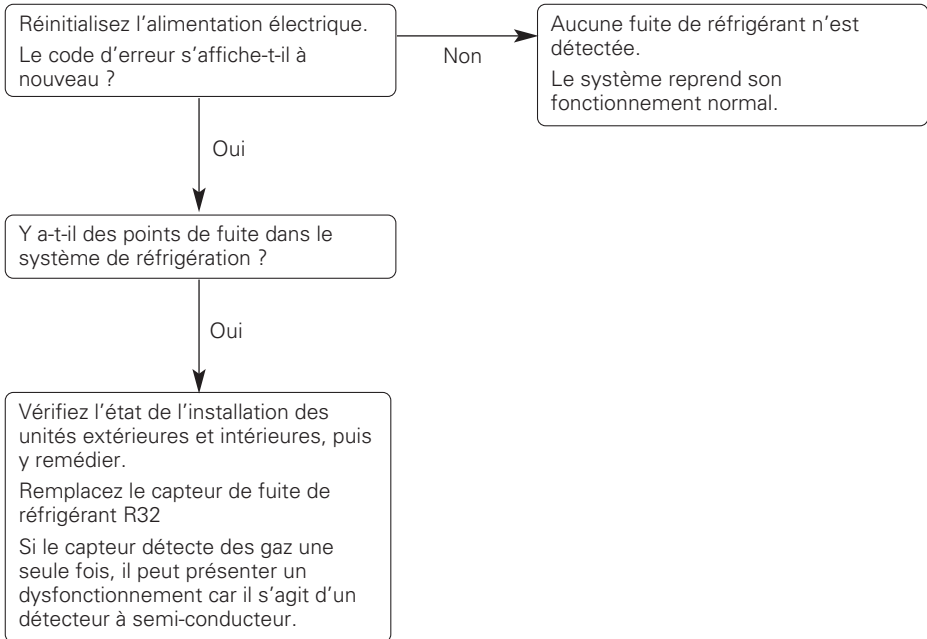 Réinitialisez l’alimentation électrique.
Le code d’erreur s’affiche-t-il à
nouveau ?
Non
Aucune fuite de réfrigérant n’est
détectée.
Le système reprend son
fonctionnement normal.
Oui
Y a-t-il des points de fuite dans le
système de réfrigération ?
Oui
Vérifiez l’état de l’installation des
unités extérieures et intérieures, puis
y remédier.
Remplacez le capteur de fuite de
réfrigérant R32
Si le capteur détecte des gaz une
seule fois, il peut présenter un
dysfonctionnement car il s’agit d’un
détecteur à semi-conducteur.